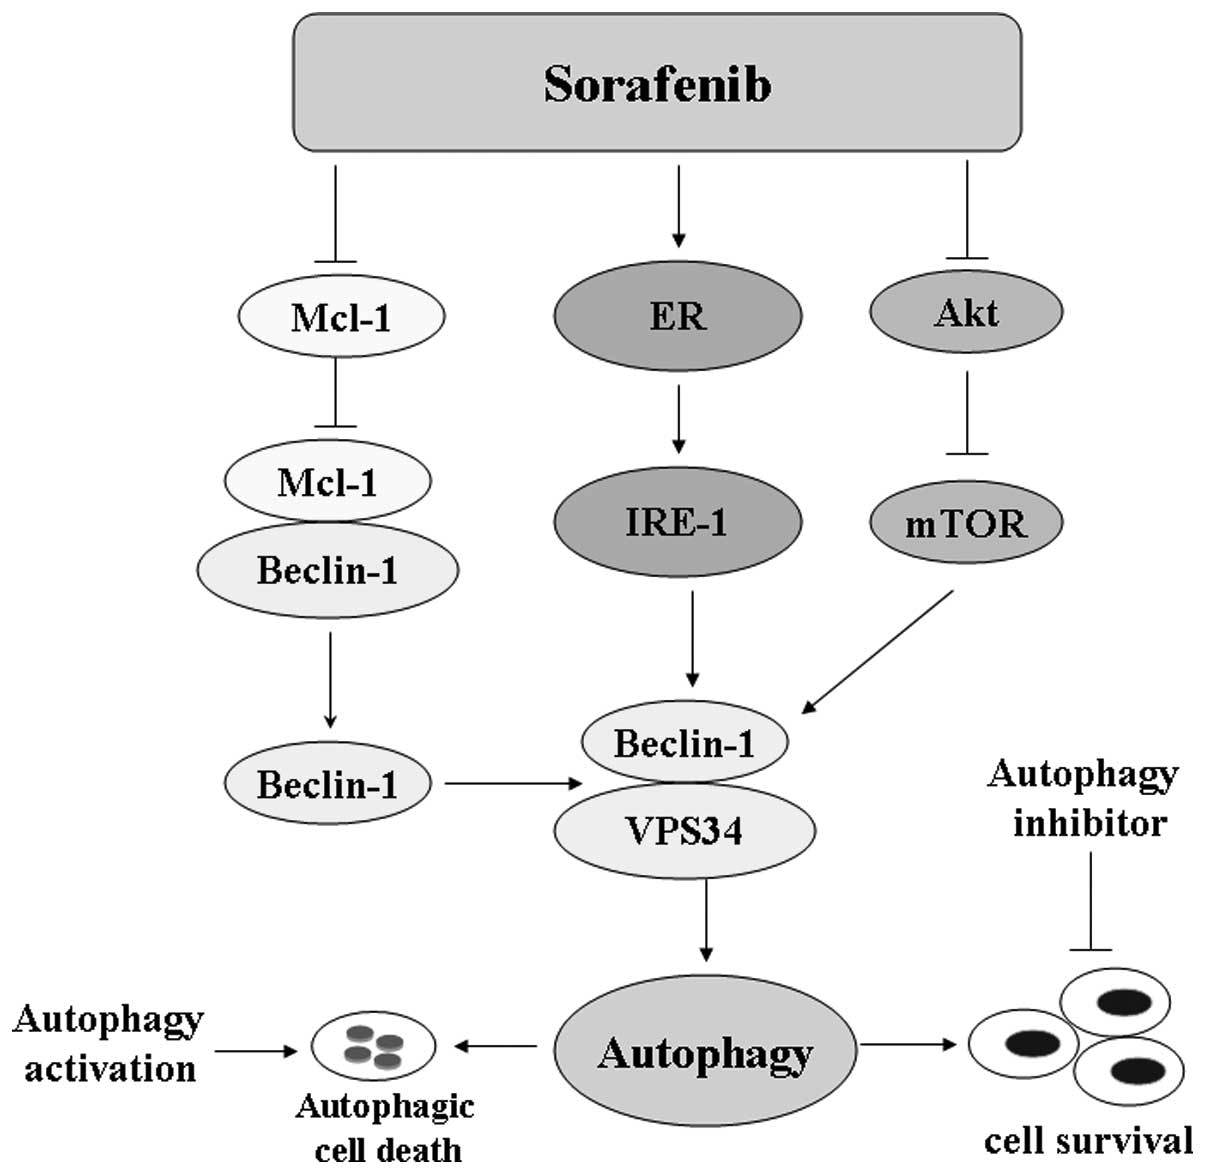 Sorafenib
Mcl-1
ER
Akt
Mcl-1
Beclin-1
IRE-1
mTOR
Beclin-1
Beclin-1
VPS34
Autophagy
inhibitor
Autophagy
activation
Autophagic
cell death
Autophagy
cell survival